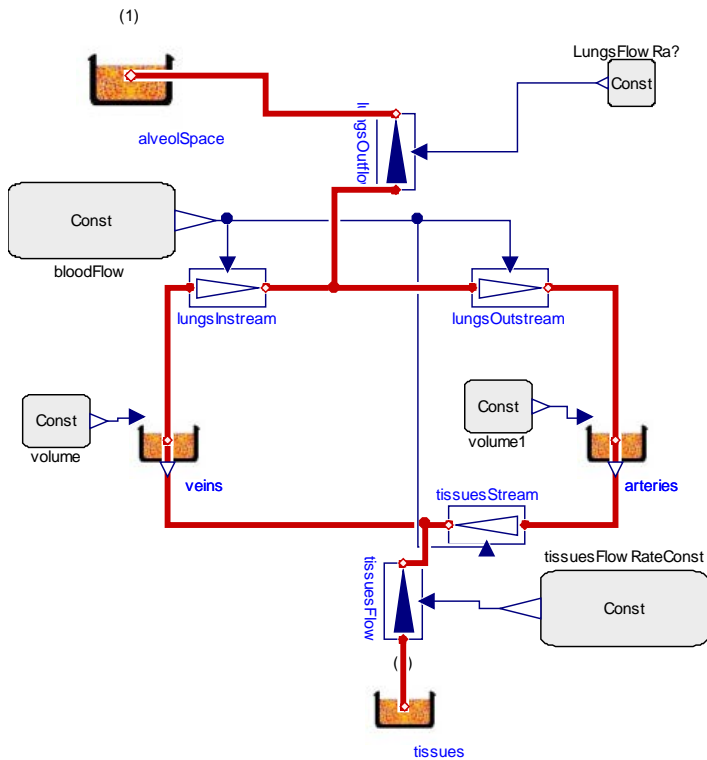 (1)
LungsFlow Ra?
Const
alveolSpace
lungsOutflow
Const
bloodFlow
lungsInstream
lungsOutstream
Const
volume
Const
volume1
veins
arteries
tissuesStream
tissuesFlow
tissuesFlow RateConst
Const
tissues